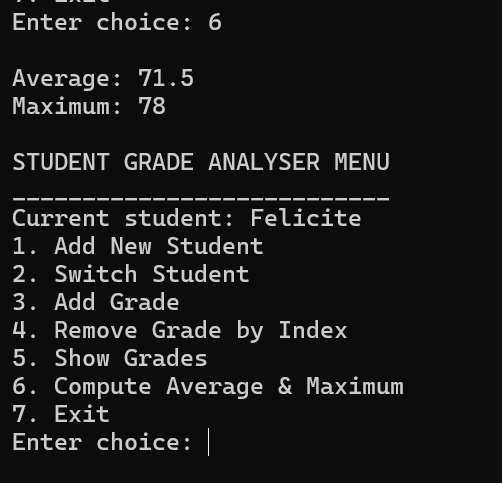 7. Exit
Enter choice: 6
Average: 71.5
Maximum: 78
STUDENT GRADE ANALYSER MENU
___________________________
Current student: Felicite
1. Add New Student
2. Switch Student
3. Add Grade
4. Remove Grade by Index
5. Show Grades
6. Compute Average & Maximum
7. Exit
Enter choice: